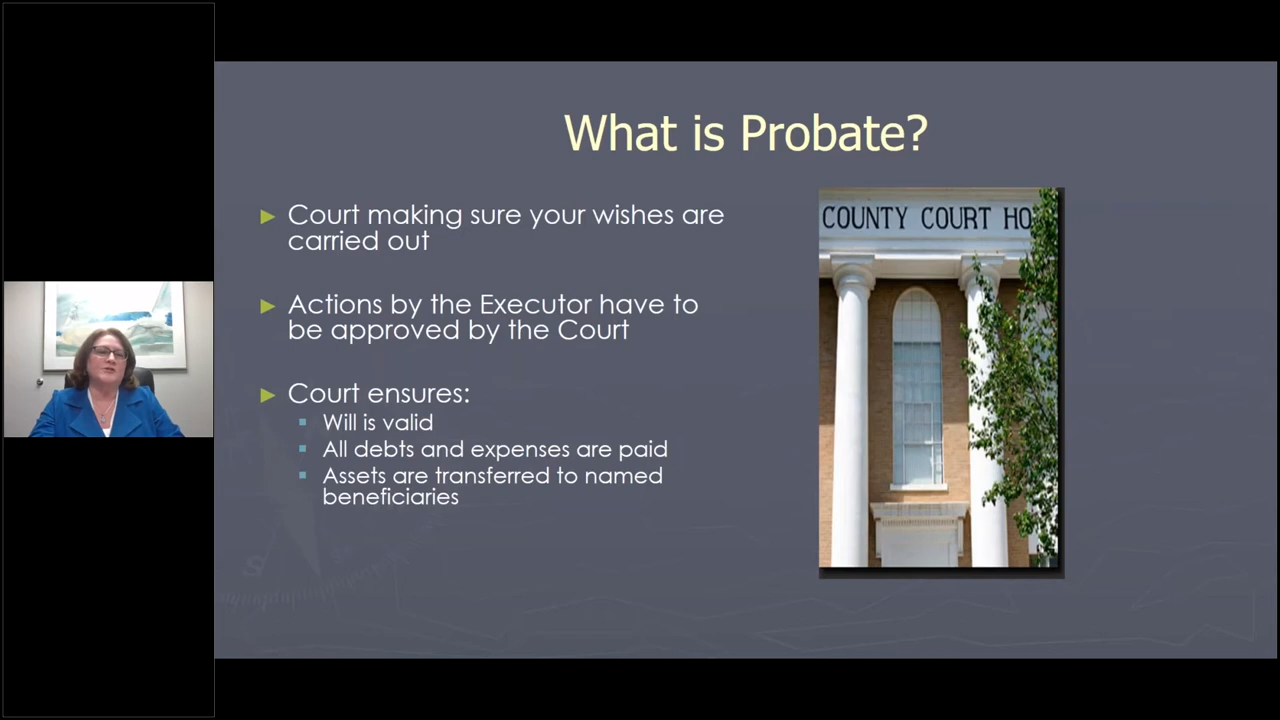 What is Probate?
► Court making sure your wishes are
carried out
► Actions by the Executor have to
be approved by the Court
► Court ensures:
▪ Will is valid
▪ All debts and expenses are paid
▪ Assets are transferred to named
beneficiaries
COUNTY COURT HO